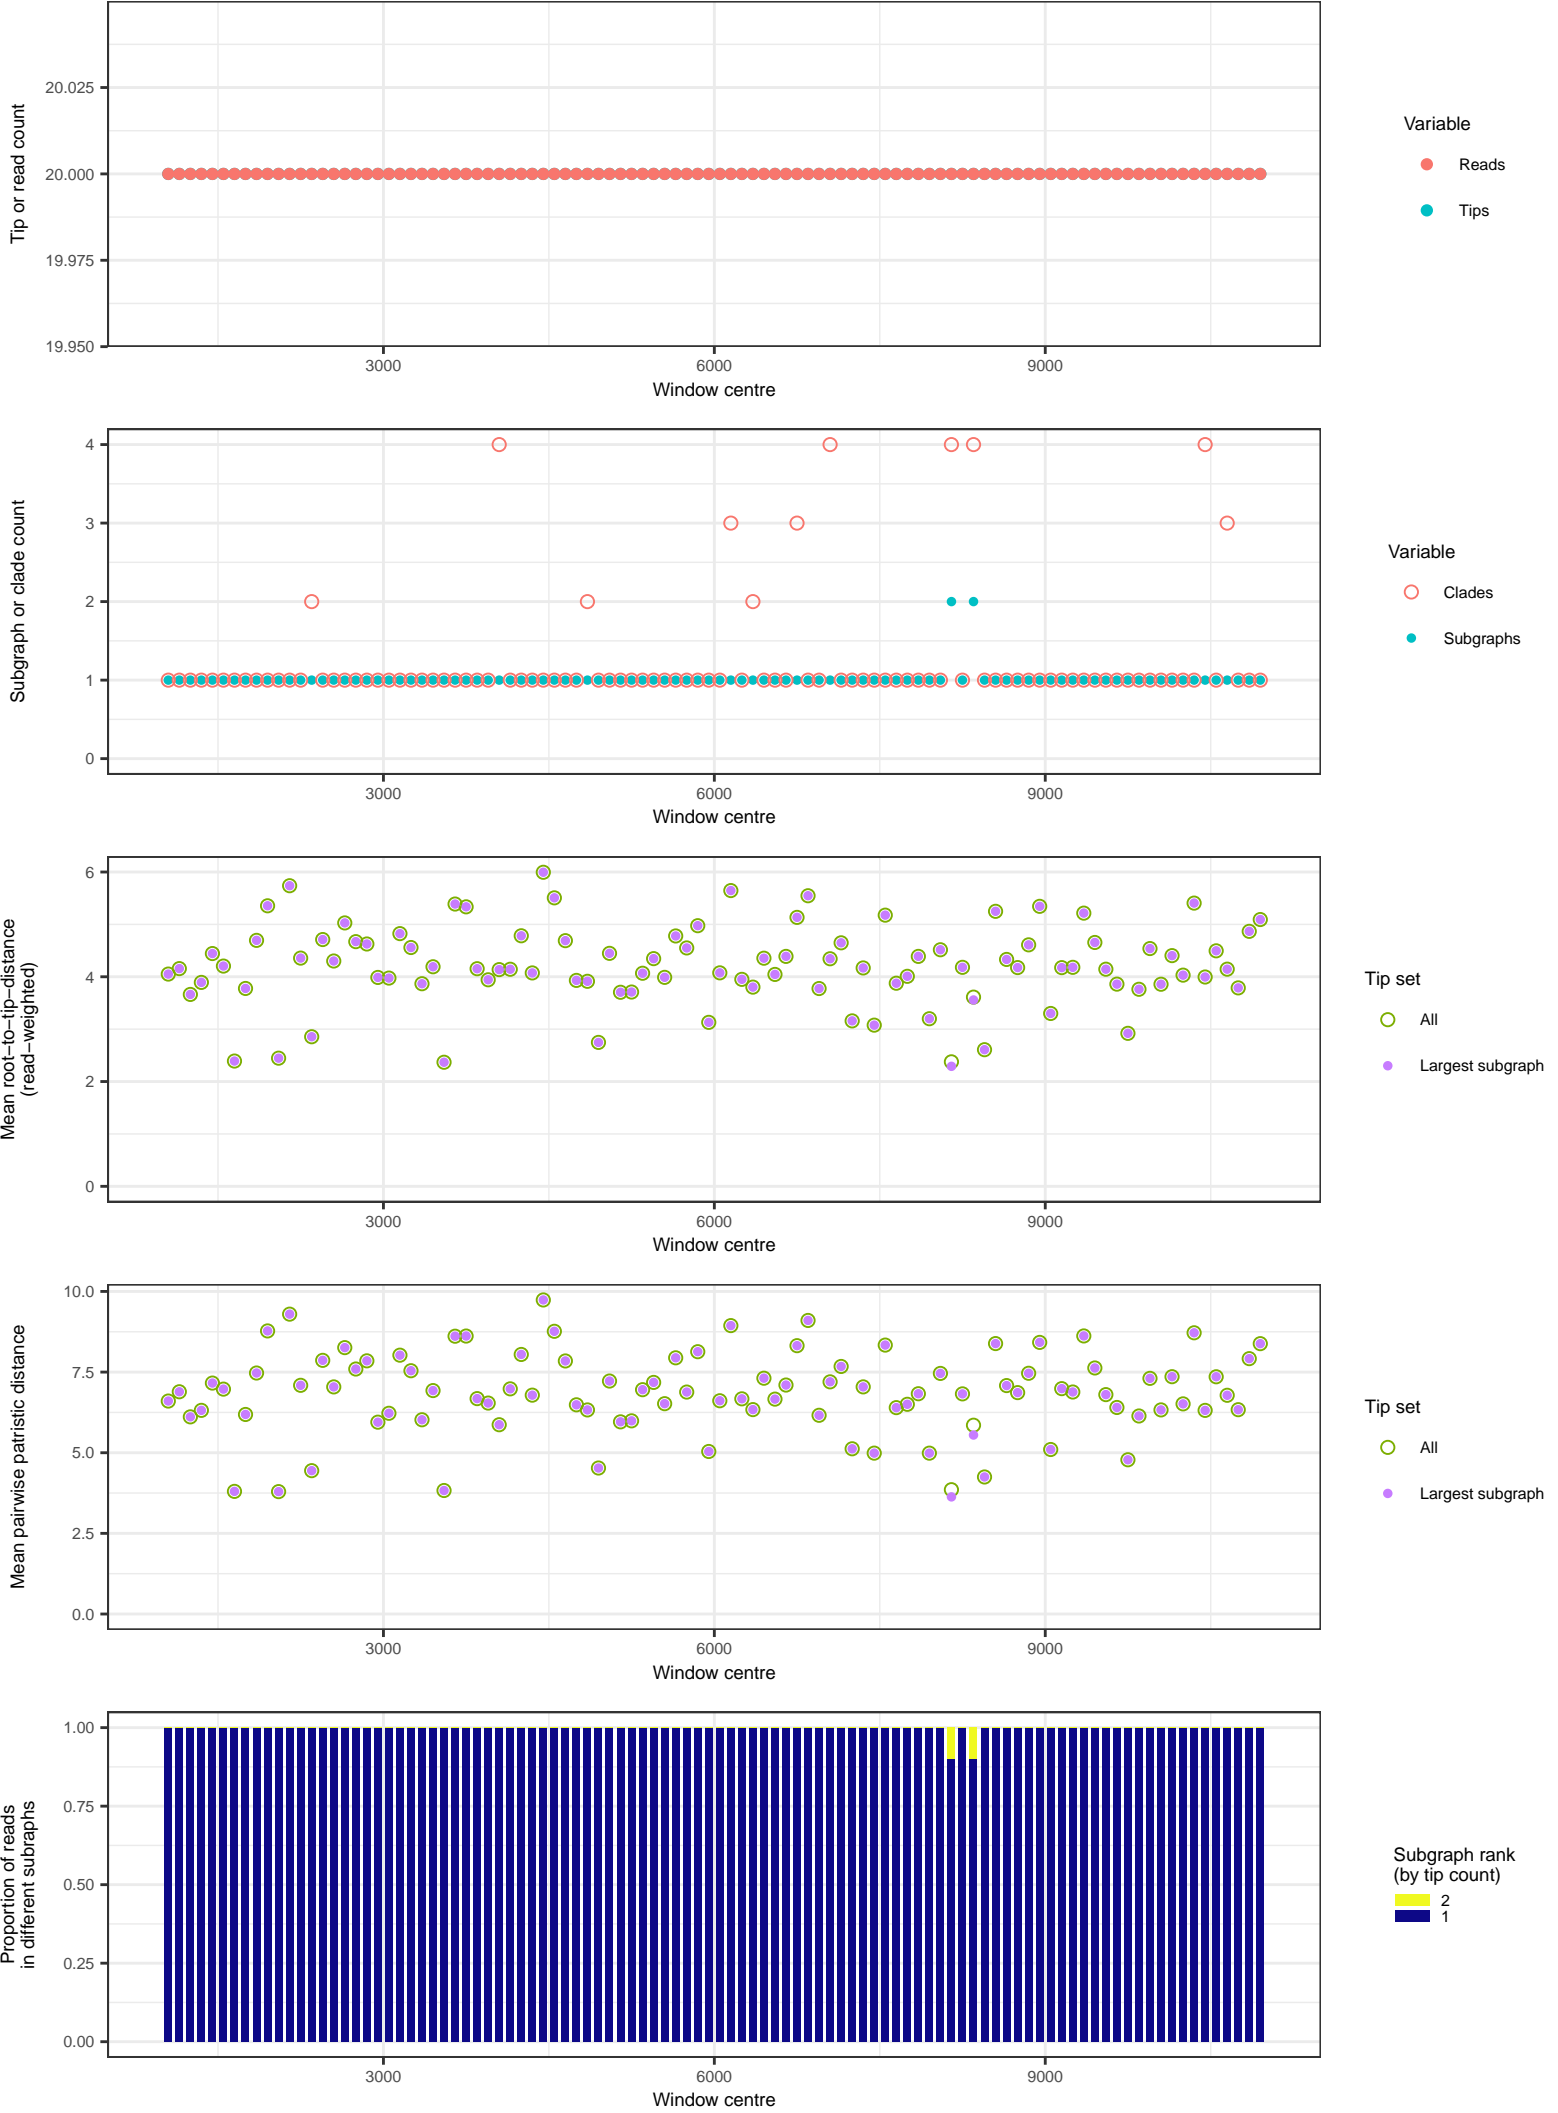 20.025
20.000
19.975
19.950
Tip or read count
3000 6000 9000
Window centre
Variable
Reads
Tips
4
3
2
1
0
Subgraph or clade count
3000 6000 9000
Window centre
Variable
Clades
Subgraphs
6
4
2
0
Mean root−to−tip−distance
(read−weighted)
3000 6000 9000
Window centre
Tip set
All
Largest subgraph
10.0
7.5
5.0
2.5
0.0
Mean pairwise patristic distance
3000 6000 9000
Window centre
Tip set
All
Largest subgraph
1.00
0.75
0.50
0.25
0.00
Proportion of reads
in different subraphs
3000 6000 9000
Window centre
Subgraph rank
(by tip count)
2
1